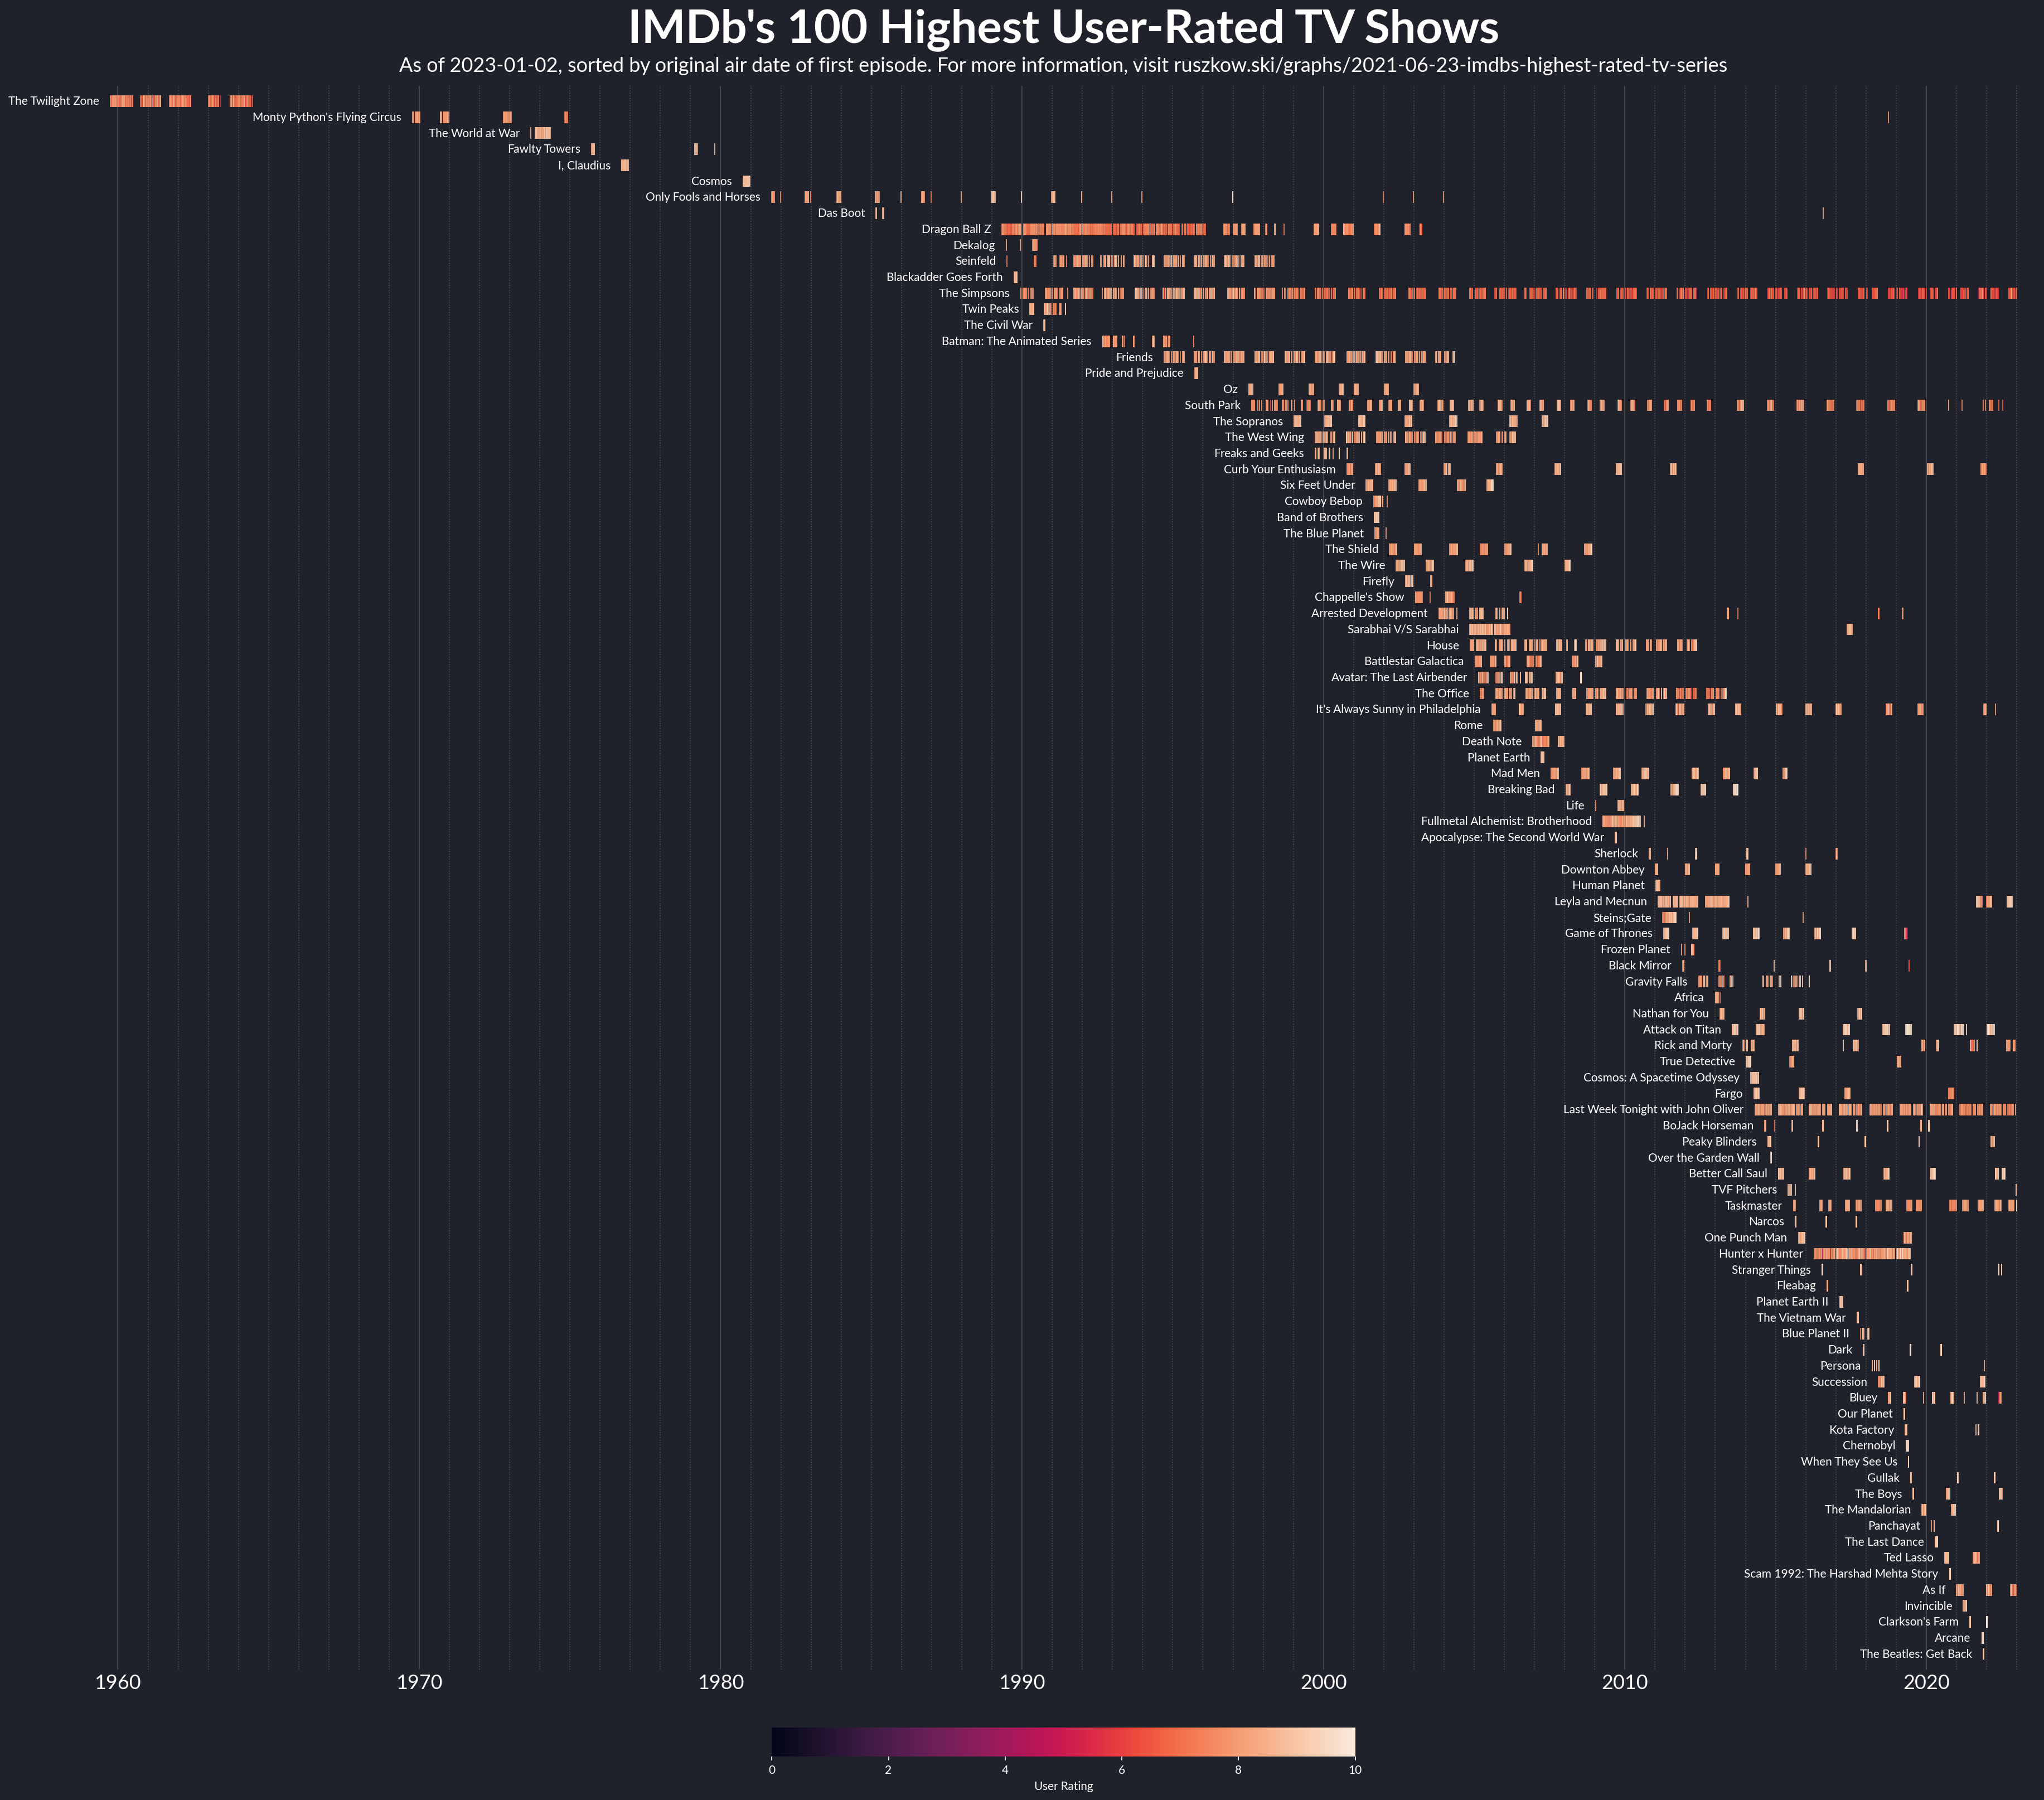 IMDb's 100 Highest User-Rated TV Shows
As of 2023-01-02, sorted by original air date of first episode. For more information, visit ruszkow.ski/graphs/2021-06-23-imdbs-highest-rated-tv-series
The Twilight Zone
Monty Python's Flying Circus
The World at War
Fawlty Towers
I, Claudius
Cosmos
Only Fools and Horses
Das Boot
Dragon Ball Z
Dekalog
Seinfeld
Blackadder Goes Forth
The Simpsons
Twin Peaks
The Civil War
Batman: The Animated Series
Friends
Pride and Prejudice
Oz
South Park
The Sopranos
The West Wing
Freaks and Geeks
Curb Your Enthusiasm
Six Feet Under
Cowboy Bebop
Band of Brothers
The Blue Planet
The Shield
The Wire
Firefly
Chappelle's Show
Arrested Development
Sarabhai V/S Sarabhai
House
Battlestar Galactica
Avatar: The Last Airbender
The Office
It's Always Sunny in Philadelphia
Rome
Death Note
Planet Earth
Mad Men
Breaking Bad
Life
Fullmetal Alchemist: Brotherhood
Apocalypse: The Second World War
Sherlock
Downton Abbey
Human Planet
Leyla and Mecnun
Steins;Gate
Game of Thrones
Frozen Planet
Black Mirror
Gravity Falls
Africa
Nathan for You
Attack on Titan
Rick and Morty
True Detective
Cosmos: A Spacetime Odyssey
Fargo
Last Week Tonight with John Oliver
BoJack Horseman
Peaky Blinders
Over the Garden Wall
Better Call Saul
TVF Pitchers
Taskmaster
Narcos
One Punch Man
Hunter x Hunter
Stranger Things
Fleabag
Planet Earth II
The Vietnam War
Blue Planet II
Dark
Persona
Succession
Bluey
Our Planet
Kota Factory
Chernobyl
When They See Us
Gullak
The Boys
The Mandalorian
Panchayat
The Last Dance
Ted Lasso
Scam 1992: The Harshad Mehta Story
As If
Invincible
Clarkson's Farm
Arcane
The Beatles: Get Back
1960 1970 1980 1990 2000 2010 2020
0 2 4 6 8 10
User Rating